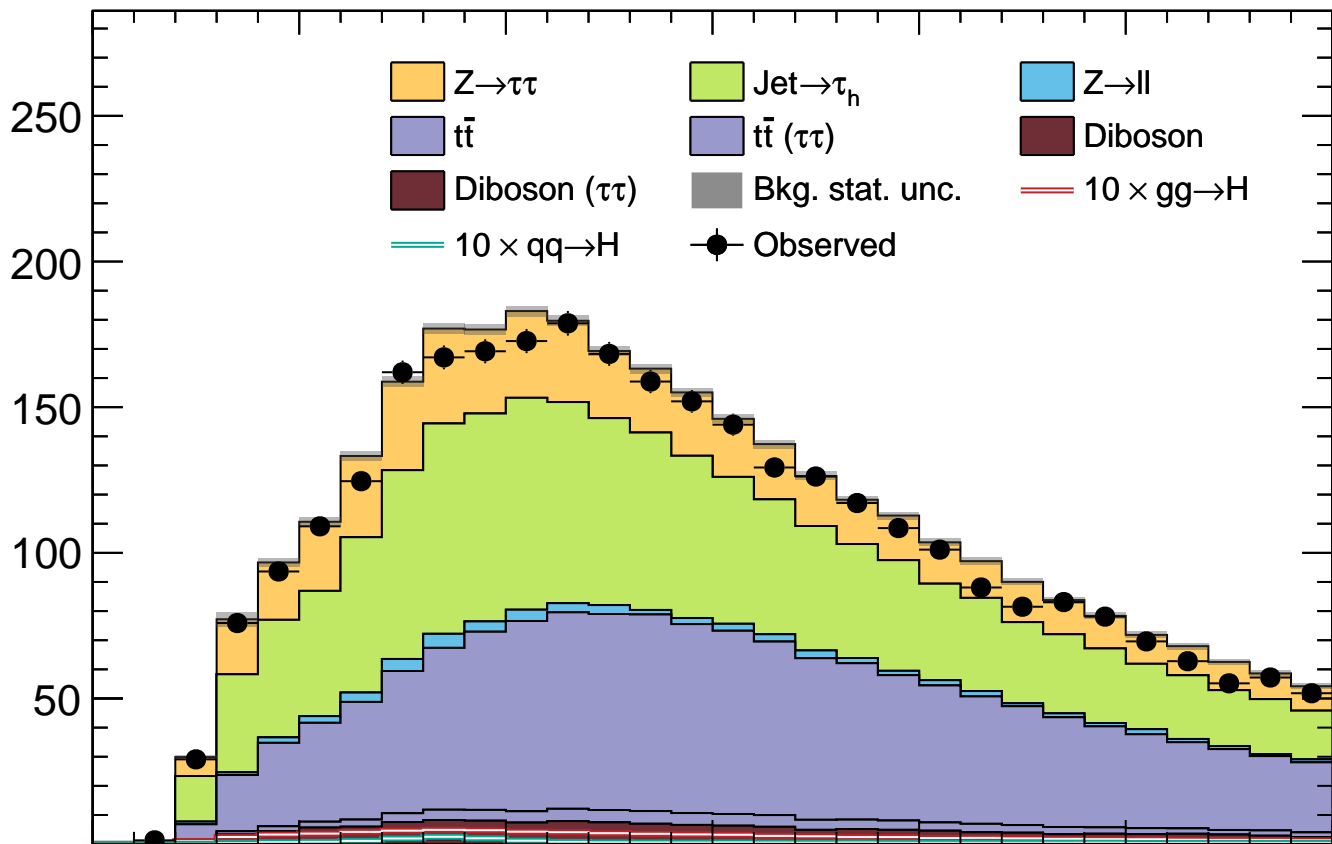 250
200
150
100
50
Z→ττ Jet→τₕ Z→ll
tt̄ tt̄ (ττ) Diboson
Diboson (ττ) Bkg. stat. unc. 10 × gg→H
10 × qq→H Observed